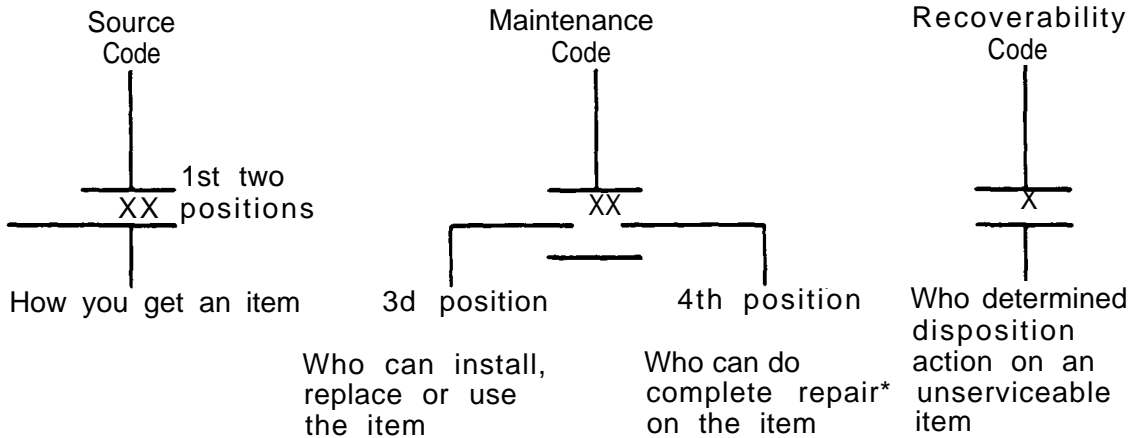 Source
Code
XX
1st two
positions
How you get an item
Maintenance
Code
XX
3d position
Who can install,
replace or use
the item
4th position
Who can do
complete repair*
on the item
Recoverability
Code
X
Who determined
disposition
action on an
unserviceable
item